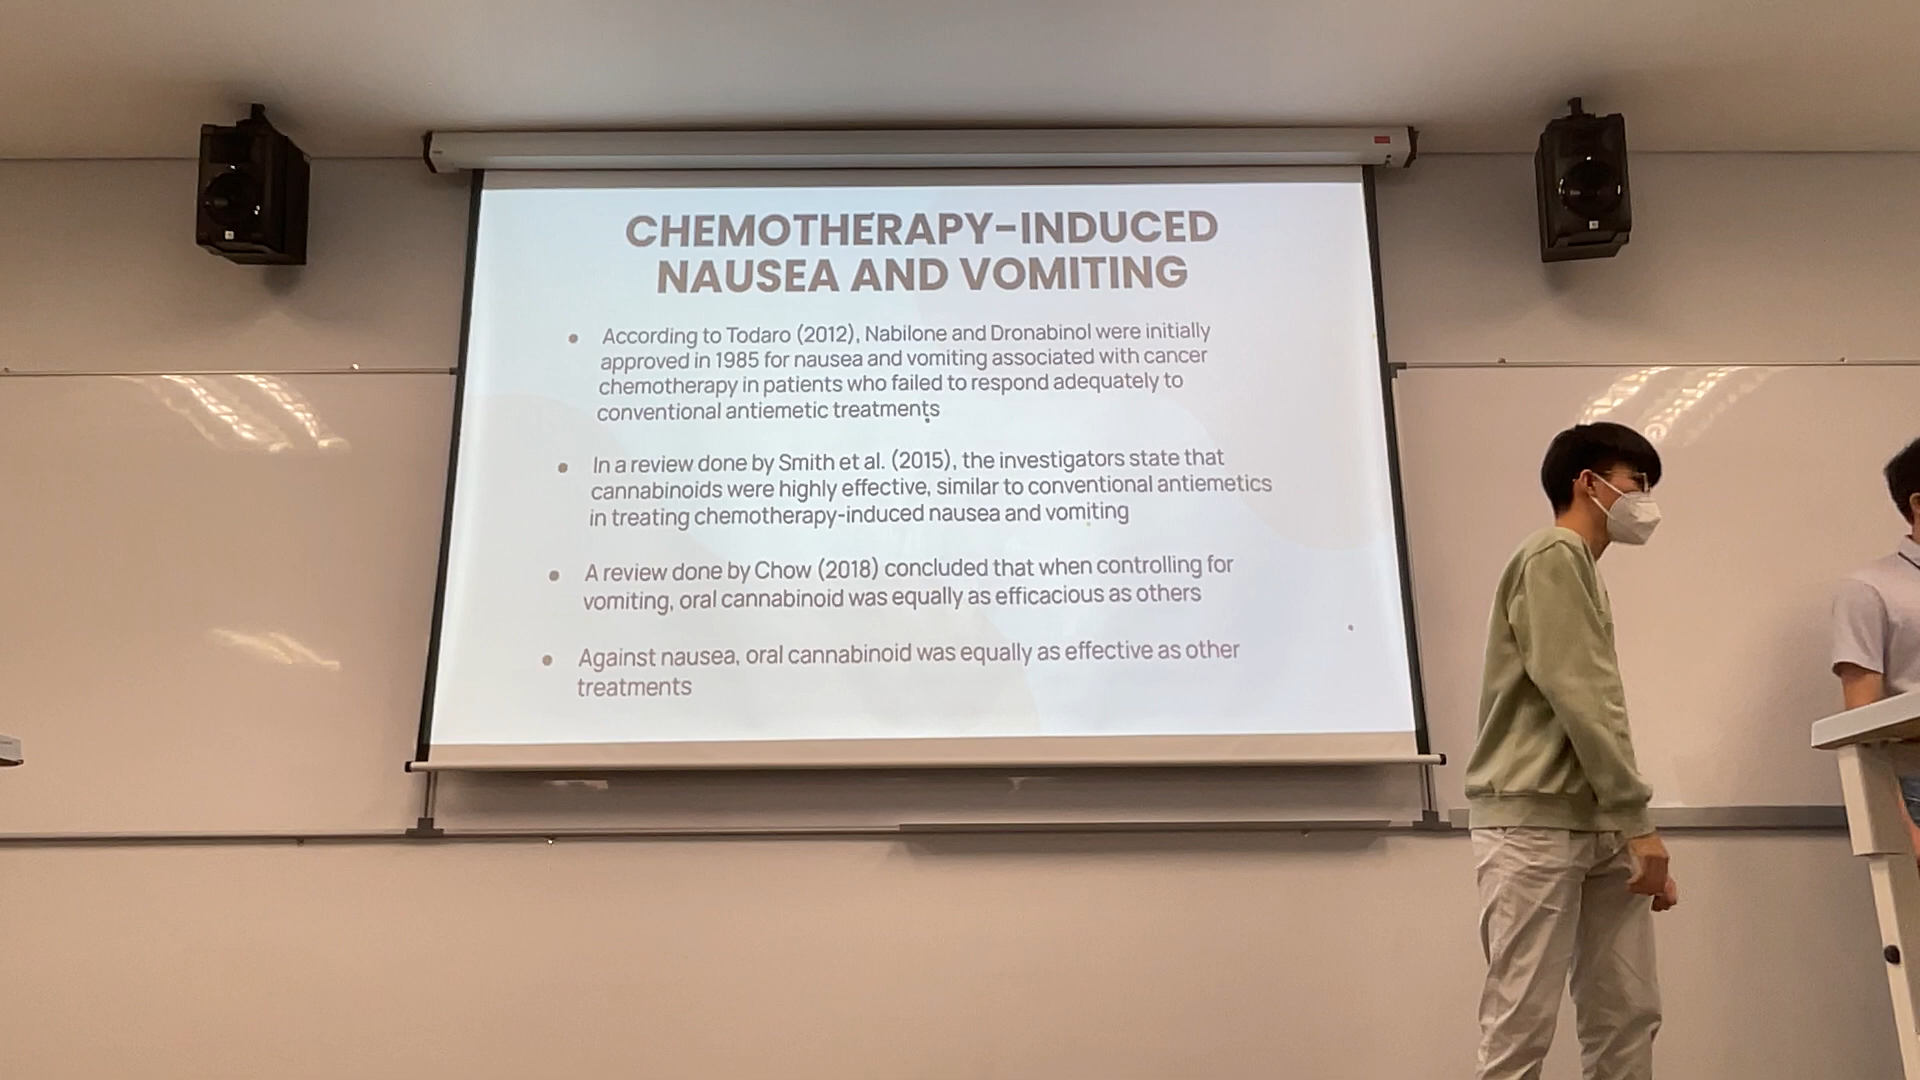 CHEMOTHERAPY-INDUCED
NAUSEA AND VOMITING
• According to Todaro (2012), Nabilone and Dronabinol were initially
approved in 1985 for nausea and vomiting associated with cancer
chemotherapy in patients who failed to respond adequately to
conventional antiemetic treatments
• In a review done by Smith et al. (2015), the investigators state that
cannabinoids were highly effective, similar to conventional antiemetics
in treating chemotherapy-induced nausea and vomiting
• A review done by Chow (2018) concluded that when controlling for
vomiting, oral cannabinoid was equally as efficacious as others
• Against nausea, oral cannabinoid was equally as effective as other
treatments